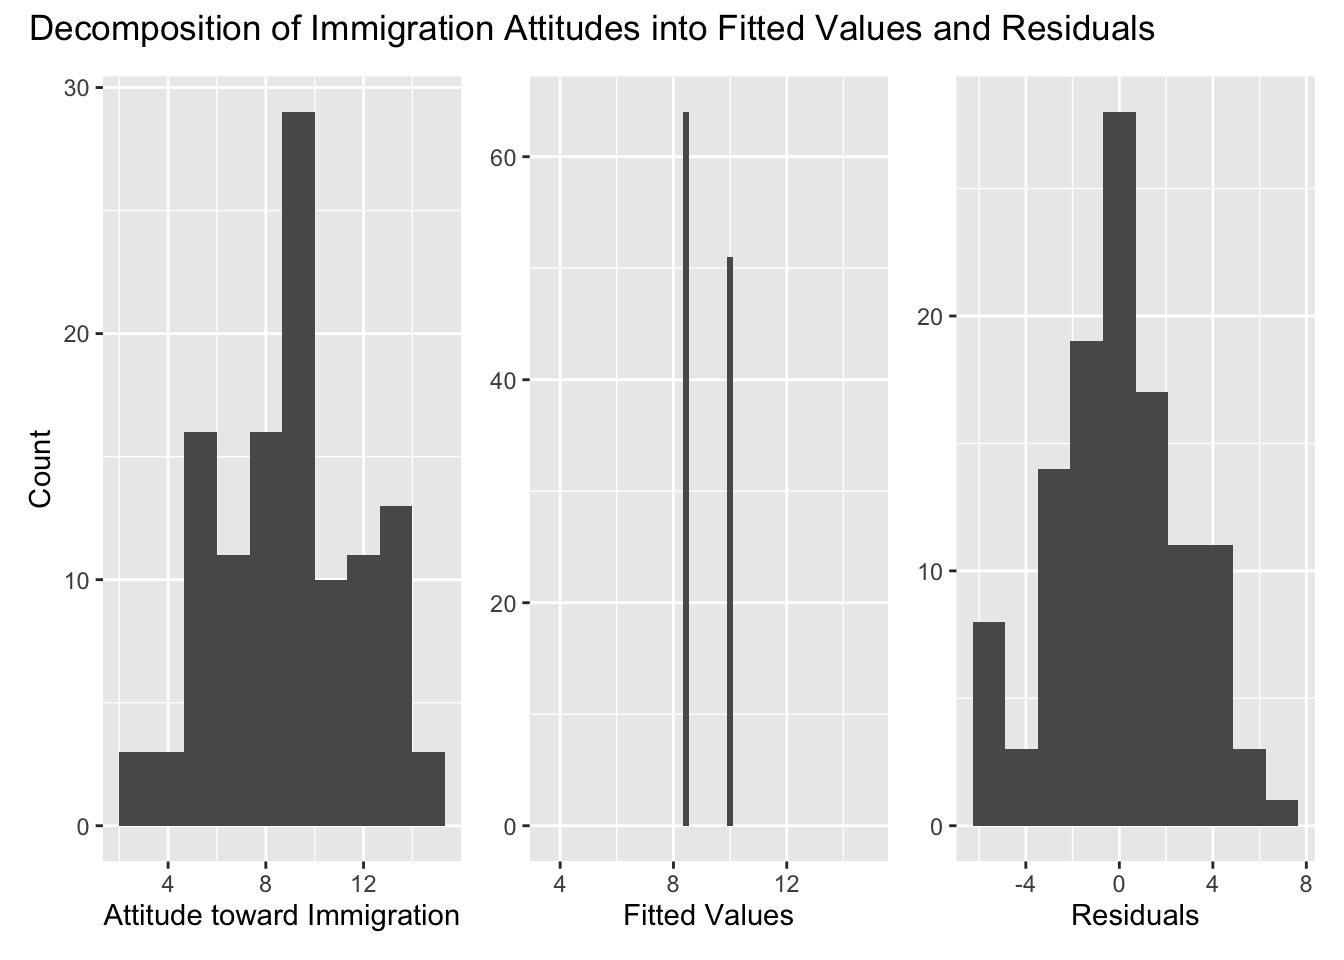 Decomposition of Immigration Attitudes into Fitted Values and Residuals
Count
30
20
10
0
4 8 12
Attitude toward Immigration
60
40
20
0
4 8 12
Fitted Values
20
10
0
-4 0 4 8
Residuals